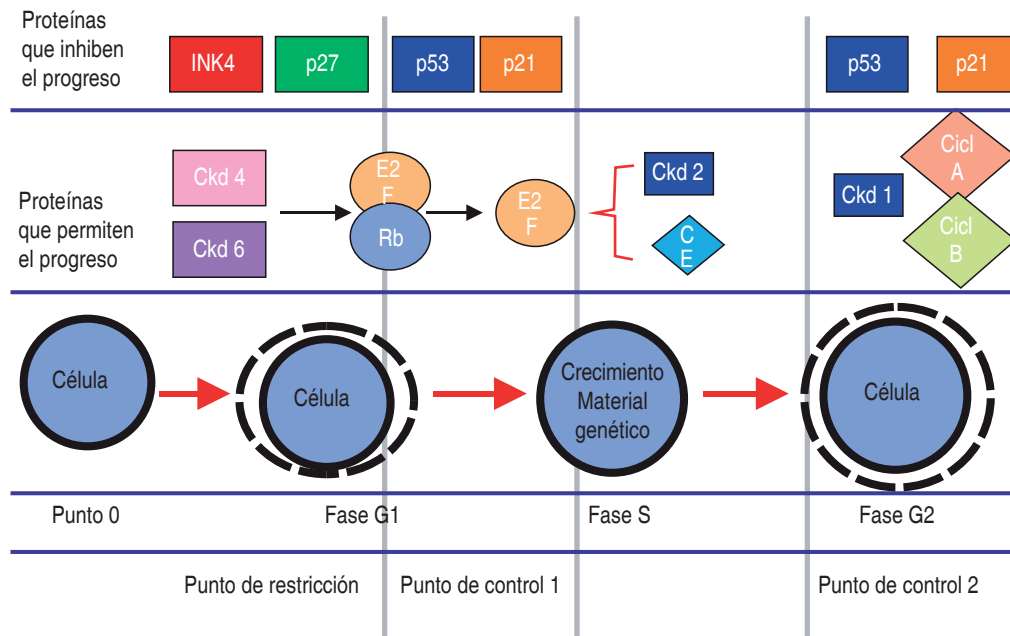 Proteínas
que inhiben
el progreso
INK4
p27
p53
p21
p53
p21
Proteínas
que permiten
el progreso
Ckd 4
Ckd 6
E2
F
Rb
E2
F
Ckd 2
C
E
Ckd 1
Cicl
A
Cicl
B
Célula
Célula
Crecimiento
Material
genético
Célula
Punto 0
Fase G1
Fase S
Fase G2
Punto de restricción
Punto de control 1
Punto de control 2